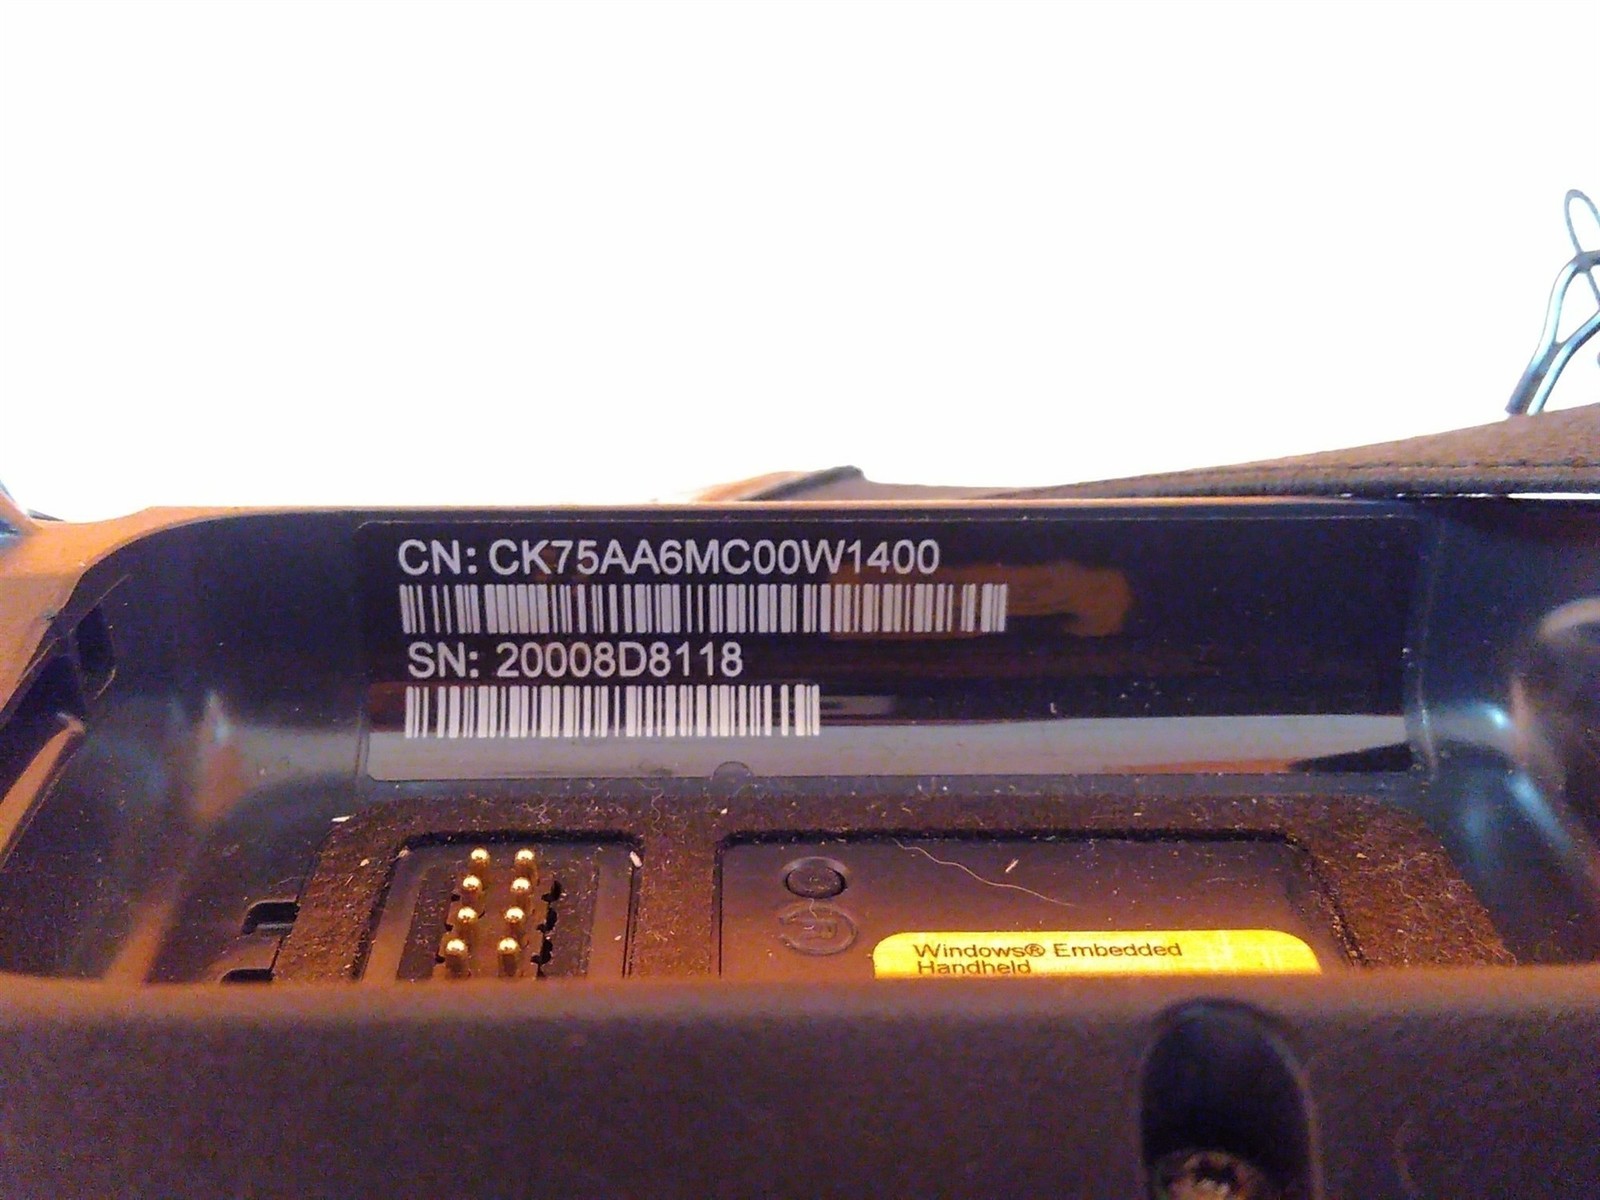 CN: CK75AA6MC00W1400
SN: 20008D8118
Windows® Embedded
Handheld